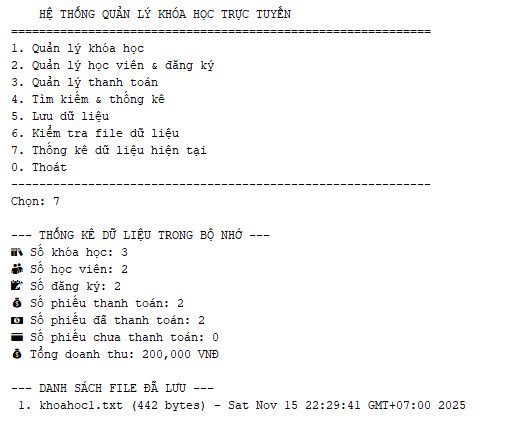 HỆ THỐNG QUẢN LÝ KHÓA HỌC TRỰC TUYẾN
============================================================
1. Quản lý khóa học
2. Quản lý học viên & đăng ký
3. Quản lý thanh toán
4. Tìm kiếm & thống kê
5. Lưu dữ liệu
6. Kiểm tra file dữ liệu
7. Thống kê dữ liệu hiện tại
0. Thoát
------------------------------------------------------------
Chọn: 7
--- THỐNG KÊ DỮ LIỆU TRONG BỘ NHỚ ---
Số khóa học: 3
Số học viên: 2
Số đăng ký: 2
Số phiếu thanh toán: 2
Số phiếu đã thanh toán: 2
Số phiếu chưa thanh toán: 0
Tổng doanh thu: 200,000 VNĐ
--- DANH SÁCH FILE ĐÃ LƯU ---
1. khoahoc1.txt (442 bytes) - Sat Nov 15 22:29:41 GMT+07:00 2025